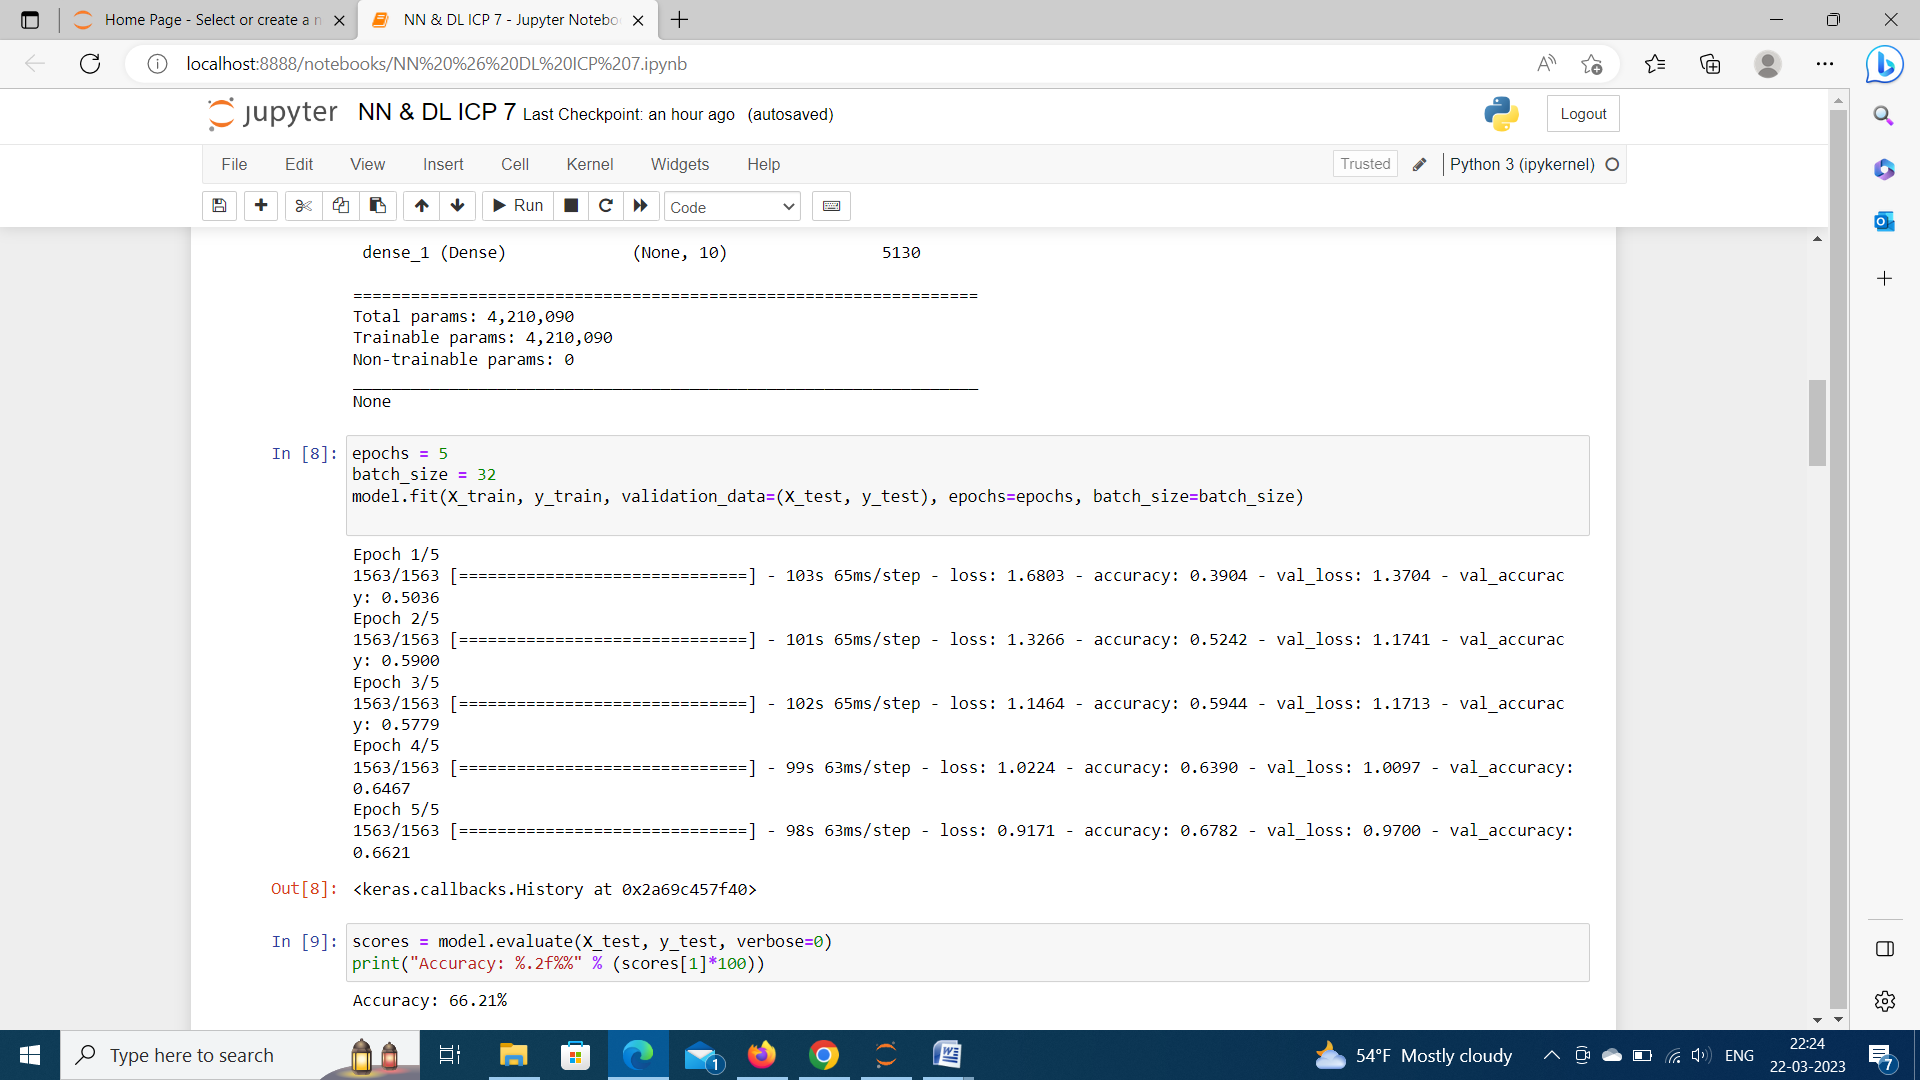 Home Page - Select or create a n
NN & DL ICP 7 - Jupyter Notebo
localhost:8888/notebooks/NN%20%26%20DL%20ICP%207.ipynb
jupyter NN & DL ICP 7 Last Checkpoint: an hour ago (autosaved)
Logout
File Edit View Insert Cell Kernel Widgets Help
Trusted Python 3 (ipykernel)
Run Code
dense_1 (Dense) (None, 10) 5130
=================================================================
Total params: 4,210,090
Trainable params: 4,210,090
Non-trainable params: 0
_________________________________________________________________
None
In [8]: epochs = 5
batch_size = 32
model.fit(X_train, y_train, validation_data=(X_test, y_test), epochs=epochs, batch_size=batch_size)
Epoch 1/5
1563/1563 [==============================] - 103s 65ms/step - loss: 1.6803 - accuracy: 0.3904 - val_loss: 1.3704 - val_accurac
y: 0.5036
Epoch 2/5
1563/1563 [==============================] - 101s 65ms/step - loss: 1.3266 - accuracy: 0.5242 - val_loss: 1.1741 - val_accurac
y: 0.5900
Epoch 3/5
1563/1563 [==============================] - 102s 65ms/step - loss: 1.1464 - accuracy: 0.5944 - val_loss: 1.1713 - val_accurac
y: 0.5779
Epoch 4/5
1563/1563 [==============================] - 99s 63ms/step - loss: 1.0224 - accuracy: 0.6390 - val_loss: 1.0097 - val_accuracy:
0.6467
Epoch 5/5
1563/1563 [==============================] - 98s 63ms/step - loss: 0.9171 - accuracy: 0.6782 - val_loss: 0.9700 - val_accuracy:
0.6621
Out[8]: <keras.callbacks.History at 0x2a69c457f40>
In [9]: scores = model.evaluate(X_test, y_test, verbose=0)
print("Accuracy: %.2f%%" % (scores[1]*100))
Accuracy: 66.21%
Type here to search
1
54°F Mostly cloudy
ENG
22:24
22-03-2023
7